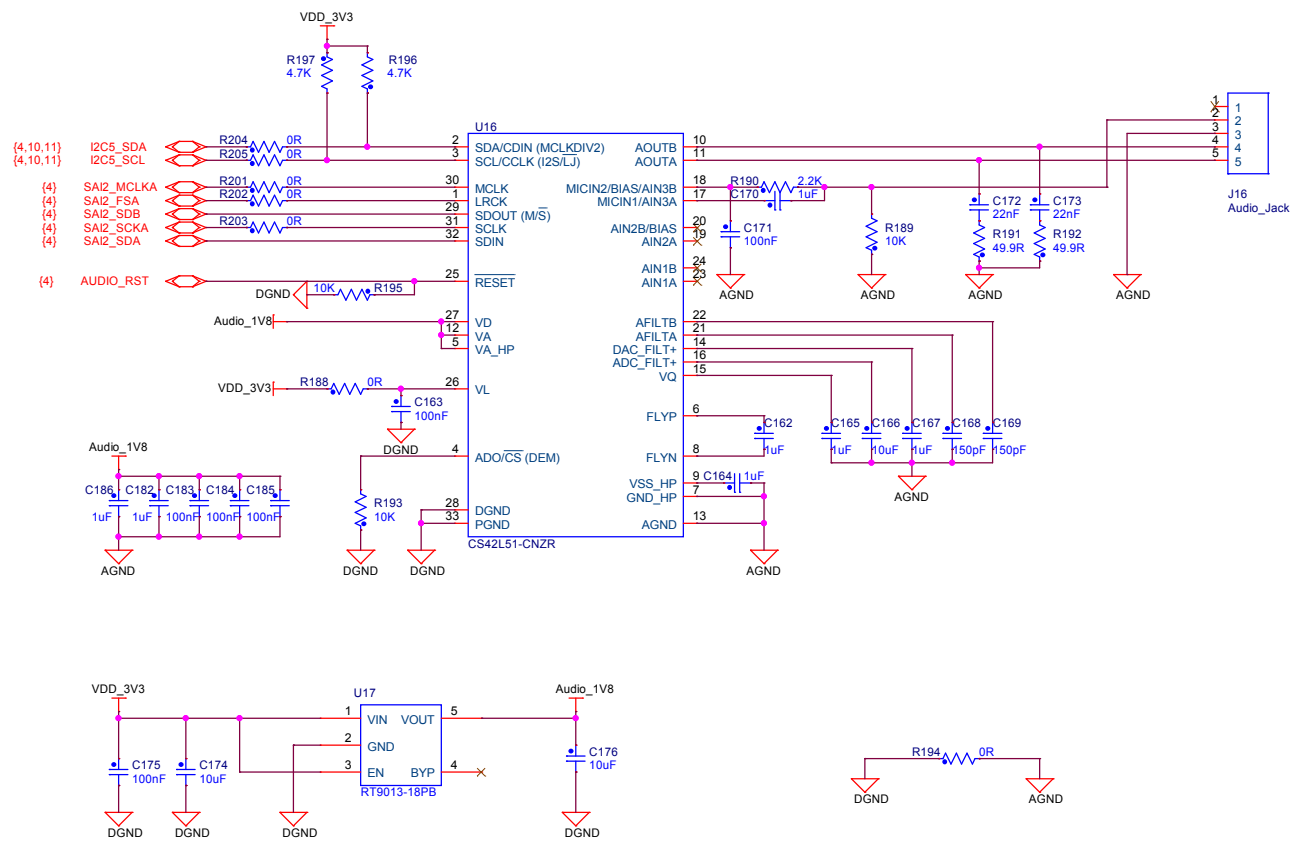 VDD_3V3
R197
4.7K
R196
4.7K
U16
{4,10,11} I2C5_SDA R204 0R 2 SDA/CDIN (MCLKDIV2) AOUTB 10
{4,10,11} I2C5_SCL R205 0R 3 SCL/CCLK (I2S/LJ) AOUTA 11
{4} SAI2_MCLKA R201 0R 30 MCLK MICIN2/BIAS/AIN3B 18 R190 2.2K
{4} SAI2_FSA R202 0R 1 LRCK MICIN1/AIN3A 17 C170 1uF
{4} SAI2_SDB 29 SDOUT (M/S)
{4} SAI2_SCKA R203 0R 31 SCLK AIN2B/BIAS 20
{4} SAI2_SDA 32 SDIN AIN2A 19
AIN1B 24
{4} AUDIO_RST 25 RESET AIN1A 23
DGND 10K R195
1 1
2 2
3 3
4 4
5 5
J16
Audio_Jack
C171
100nF
R189
10K
C172
22nF
C173
22nF
R191
49.9R
R192
49.9R
AGND AGND AGND AGND
Audio_1V8 27 VD AFILTB 22
12 VA AFILTA 21
5 VA_HP DAC_FILT+ 14
ADC_FILT+ 16
VQ 15
VDD_3V3 R188 0R 26 VL
C163
100nF
DGND
FLYP 6
FLYN 8
C162
1uF
C165 C166 C167 C168 C169
1uF 10uF 1uF 150pF 150pF
AGND
4 ADO/CS (DEM)
VSS_HP 9 C164 1uF
GND_HP 7
R193
10K
28 DGND
33 PGND AGND 13
CS42L51-CNZR
DGND DGND AGND
Audio_1V8
C186 C182 C183 C184 C185
1uF 1uF 100nF 100nF 100nF
AGND
VDD_3V3 U17 Audio_1V8
1 VIN VOUT 5
2 GND
3 EN BYP 4
RT9013-18PB
C175
100nF
C174
10uF
C176
10uF
DGND DGND DGND DGND
R194 0R
DGND AGND